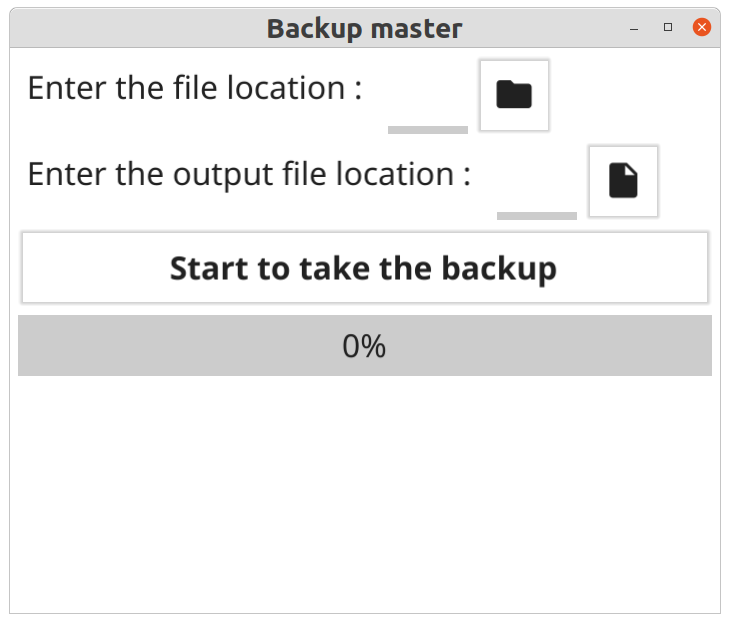 Backup master
Enter the file location :
Enter the output file location :
Start to take the backup
0%